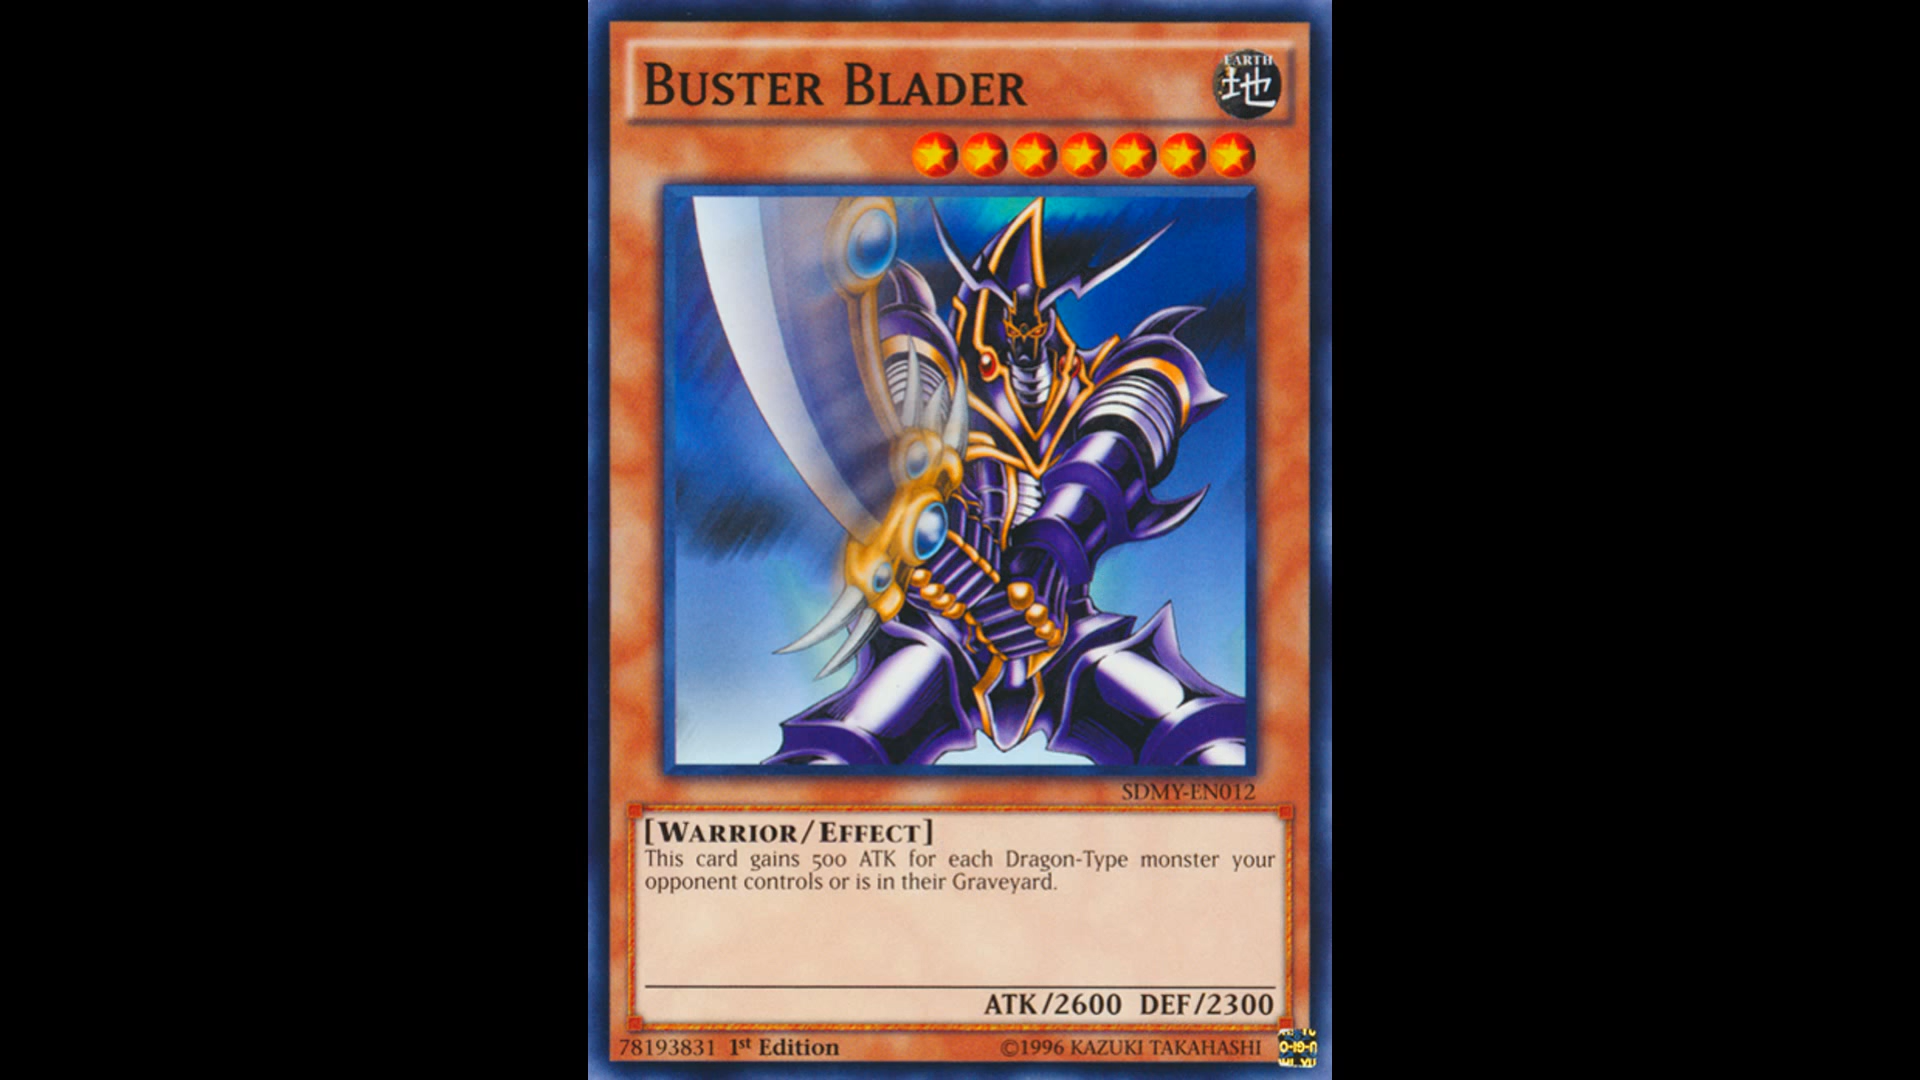 BUSTER BLADER
EARTH
地
SDMY-EN012
[WARRIOR/EFFECT]
This card gains 500 ATK for each Dragon-Type monster your
opponent controls or is in their Graveyard.
ATK/2600 DEF/2300
78193831 1st Edition ©1996 KAZUKI TAKAHASHI